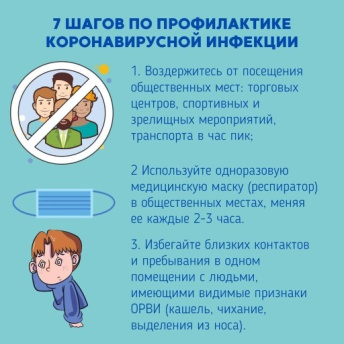 7 ШАГОВ ПО ПРОФИЛАКТИКЕ
КОРОНАВИРУСНОЙ ИНФЕКЦИИ
1. Воздержитесь от посещения
общественных мест: торговых
центров, спортивных и
зрелищных мероприятий,
транспорта в час пик;
2 Используйте одноразовую
медицинскую маску (респиратор)
в общественных местах, меняя
ее каждые 2-3 часа.
3. Избегайте близких контактов
и пребывания в одном
помещении с людьми,
имеющими видимые признаки
ОРВИ (кашель, чихание,
выделения из носа).